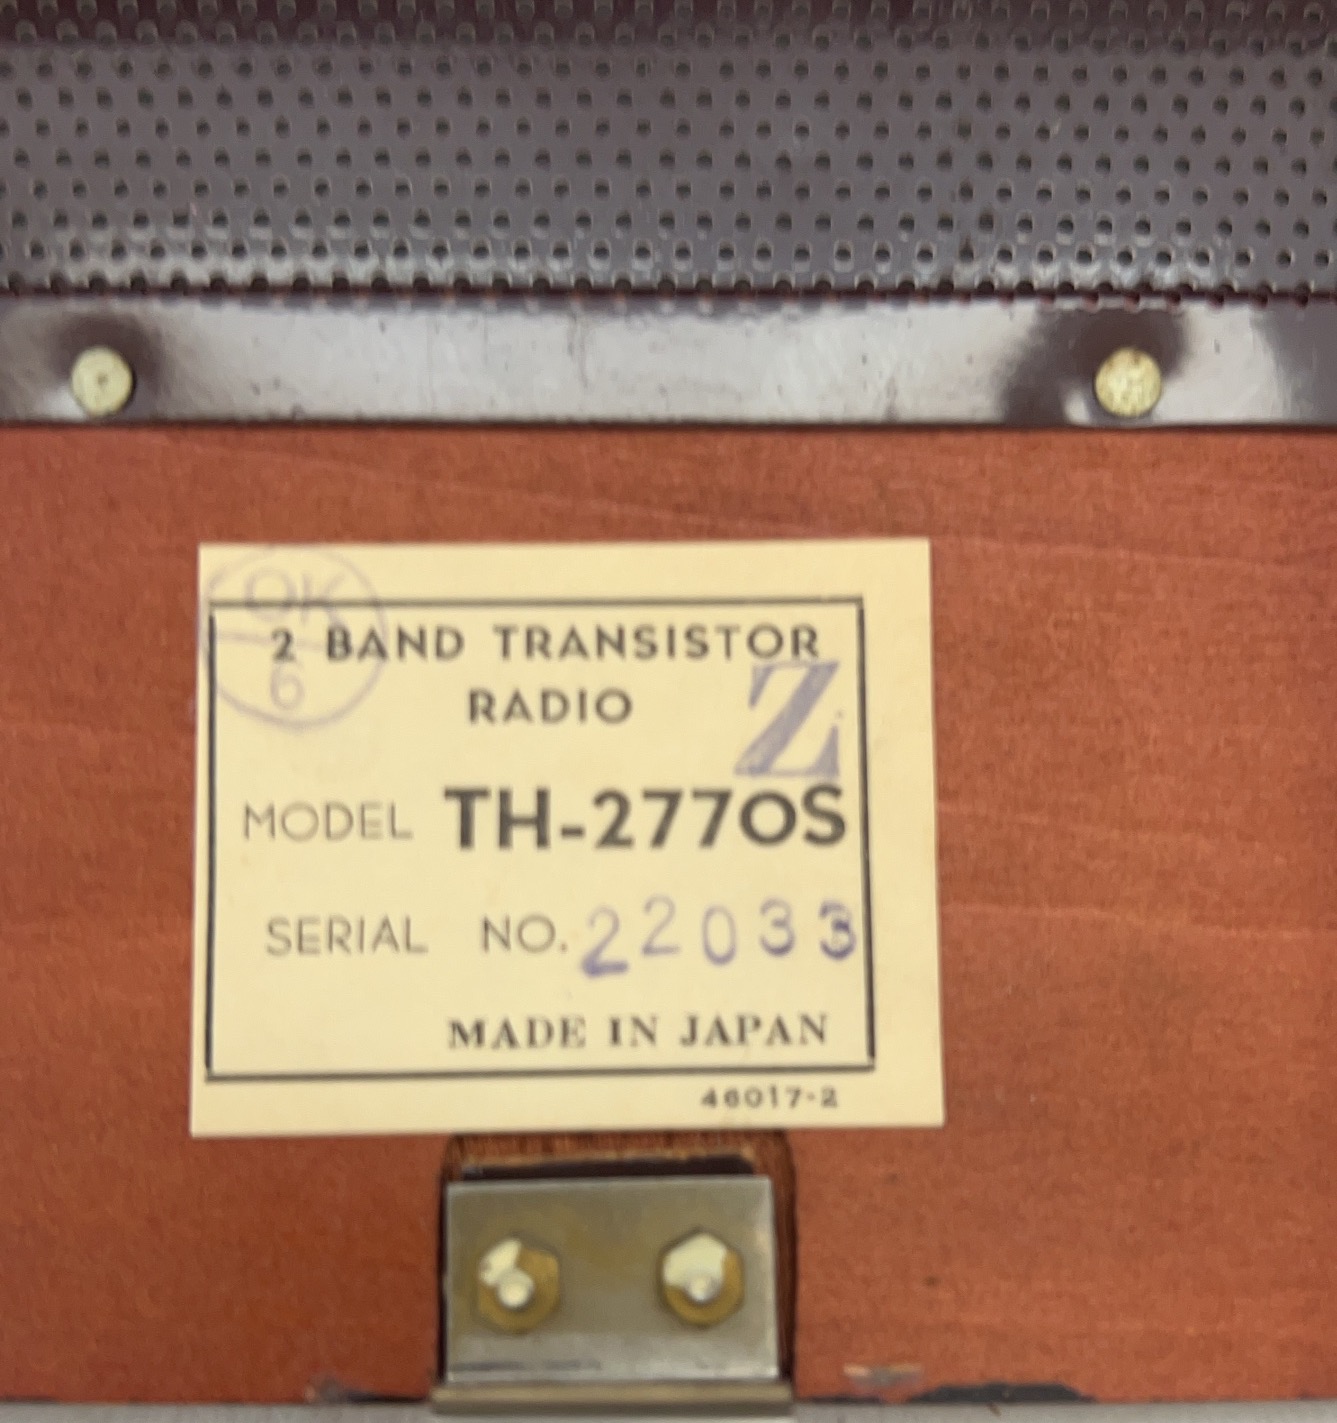 OK
6
2 BAND TRANSISTOR
RADIO
Z
MODEL TH-2770S
SERIAL NO. 22033
MADE IN JAPAN
46017-2